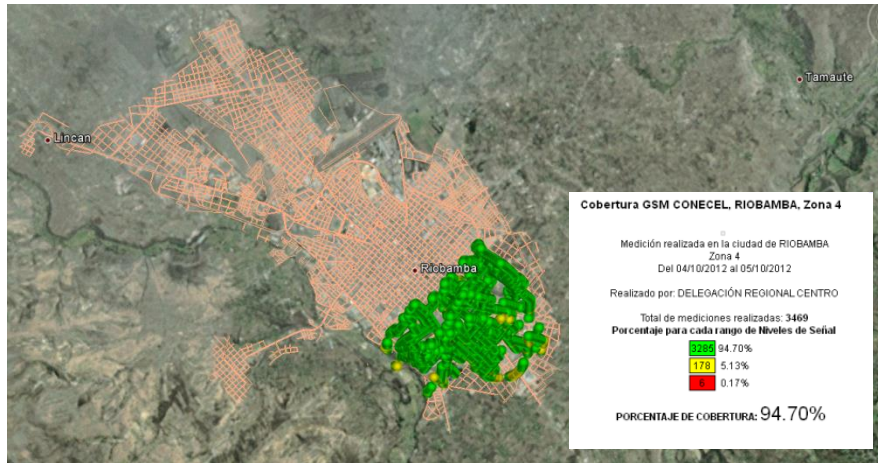 Tamaute
Lincan
Riobamba
Cobertura GSM CONECEL, RIOBAMBA, Zona 4
Medición realizada en la ciudad de RIOBAMBA
Zona 4
Del 04/10/2012 al 05/10/2012
Realizado por: DELEGACIÓN REGIONAL CENTRO
Total de mediciones realizadas: 3469
Porcentaje para cada rango de Niveles de Señal
3285 94.70%
178 5.13%
6 0.17%
PORCENTAJE DE COBERTURA: 94.70%